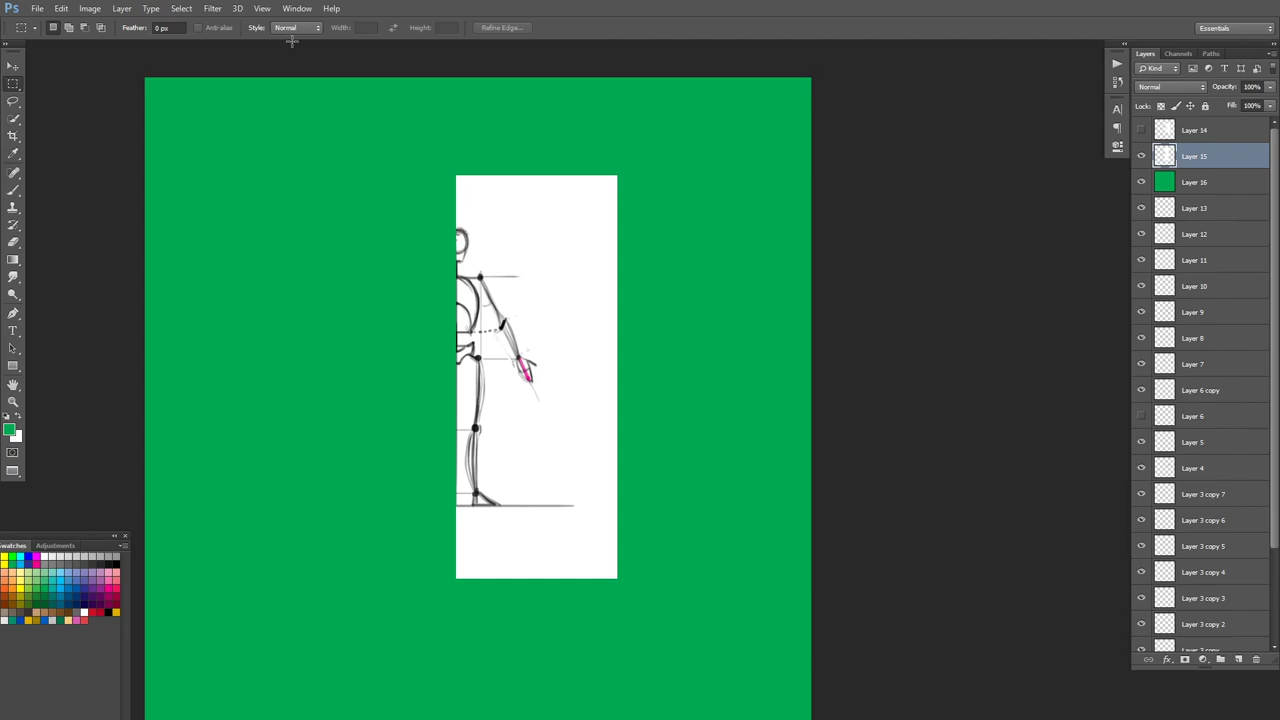 Ps File Edit Image Layer Type Select Filter 3D View Window Help
Feather: 0 px Anti-alias Style: Normal Width: Height: Refine Edge... Essentials
Layers Channels Paths
Kind
Normal Opacity: 100%
Lock: Fill: 100%
Layer 14
Layer 15
Layer 16
Layer 13
Layer 12
Layer 11
Layer 10
Layer 9
Layer 8
Layer 7
Layer 6 copy
Layer 6
Layer 5
Layer 4
Layer 3 copy 7
Layer 3 copy 6
Layer 3 copy 5
Layer 3 copy 4
Layer 3 copy 3
Layer 3 copy 2
Layer 3 copy
Swatches Adjustments